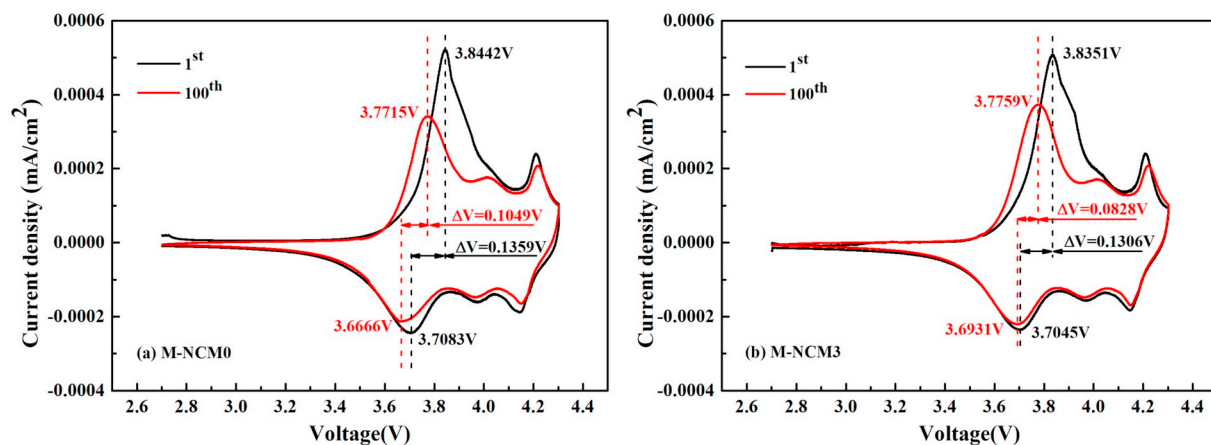 0.0006
0.0004
0.0002
0.0000
-0.0002
-0.0004
Current density (mA/cm²)
1st
100th
3.8442V
3.7715V
ΔV=0.1049V
ΔV=0.1359V
3.6666V
3.7083V
(a) M-NCM0
2.6 2.8 3.0 3.2 3.4 3.6 3.8 4.0 4.2 4.4
Voltage(V)
0.0006
0.0004
0.0002
0.0000
-0.0002
-0.0004
Current density (mA/cm²)
1st
100th
3.8351V
3.7759V
ΔV=0.0828V
ΔV=0.1306V
3.6931V
3.7045V
(b) M-NCM3
2.6 2.8 3.0 3.2 3.4 3.6 3.8 4.0 4.2 4.4
Voltage(V)